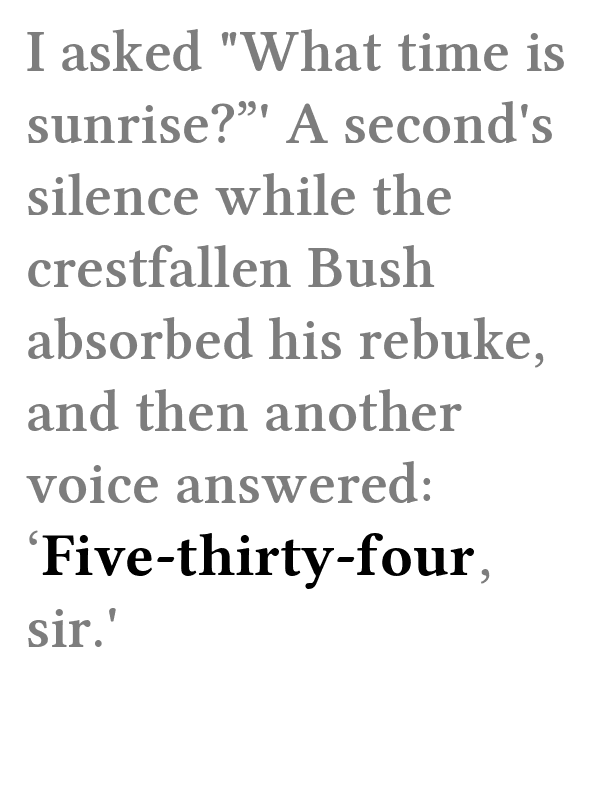 I asked "What time is
sunrise?”' A second's
silence while the
crestfallen Bush
absorbed his rebuke,
and then another
voice answered:
‘Five-thirty-four,
sir.'